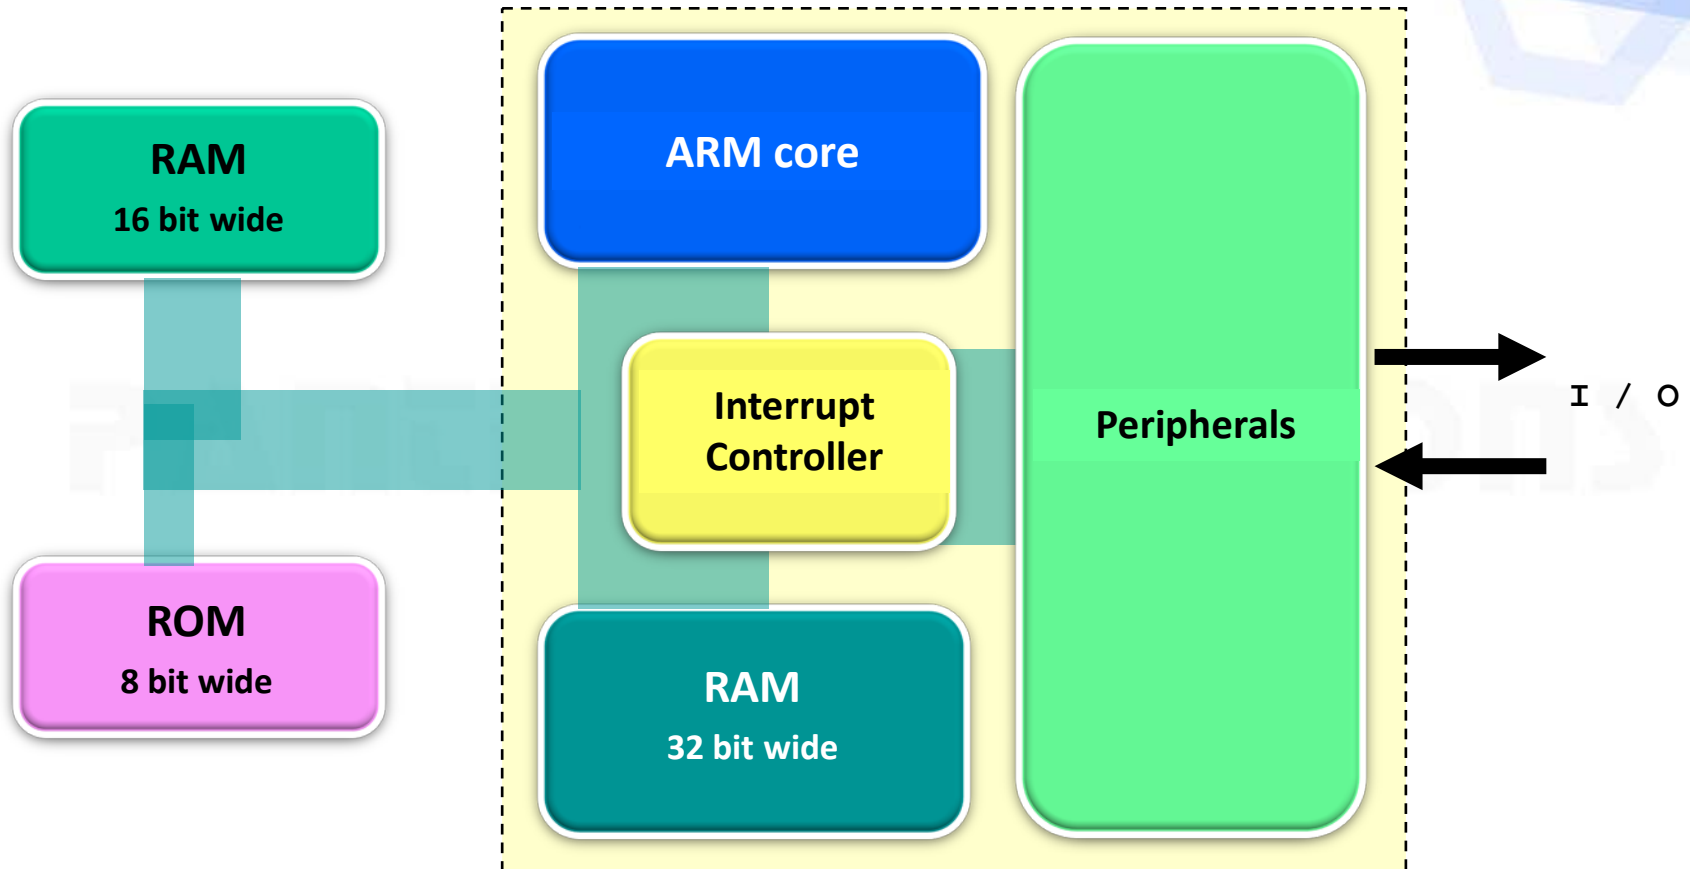 RAM
16 bit wide
ROM
8 bit wide
ARM core
Interrupt
Controller
RAM
32 bit wide
Peripherals
I / O